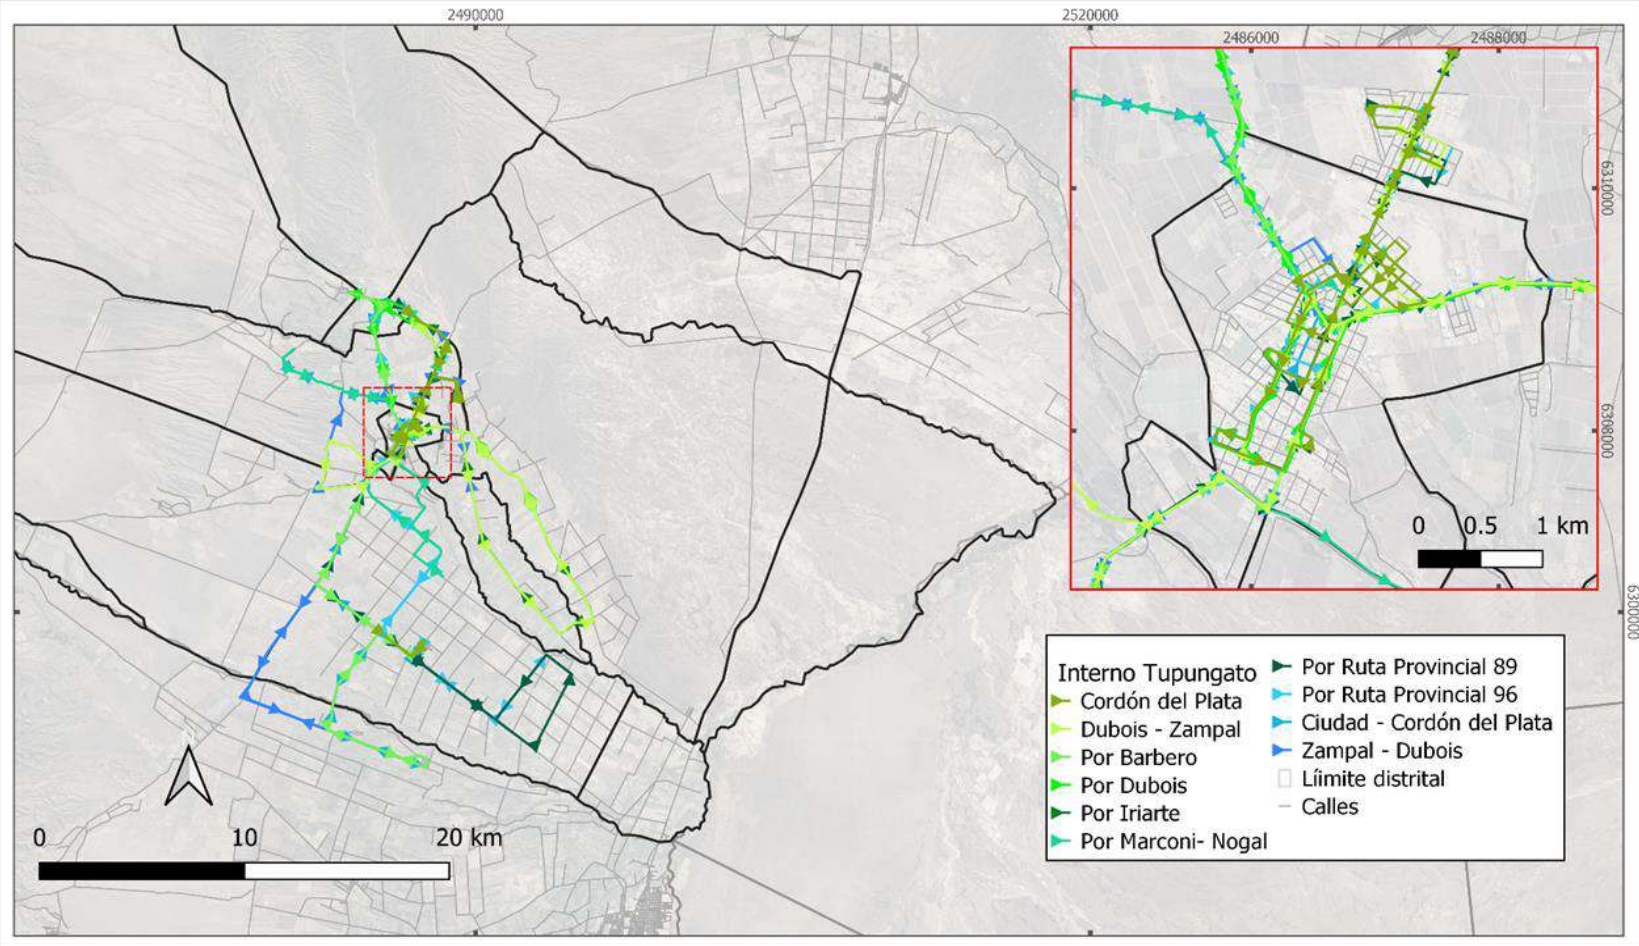 2490000
2520000
2486000
2488000
6310000
6308000
0 0.5 1 km
6300000
Interno Tupungato
Cordón del Plata
Dubois - Zampal
Por Barbero
Por Dubois
Por Iriarte
Por Marconi- Nogal
Por Ruta Provincial 89
Por Ruta Provincial 96
Ciudad - Cordón del Plata
Zampal - Dubois
Líimite distrital
Calles
0 10 20 km